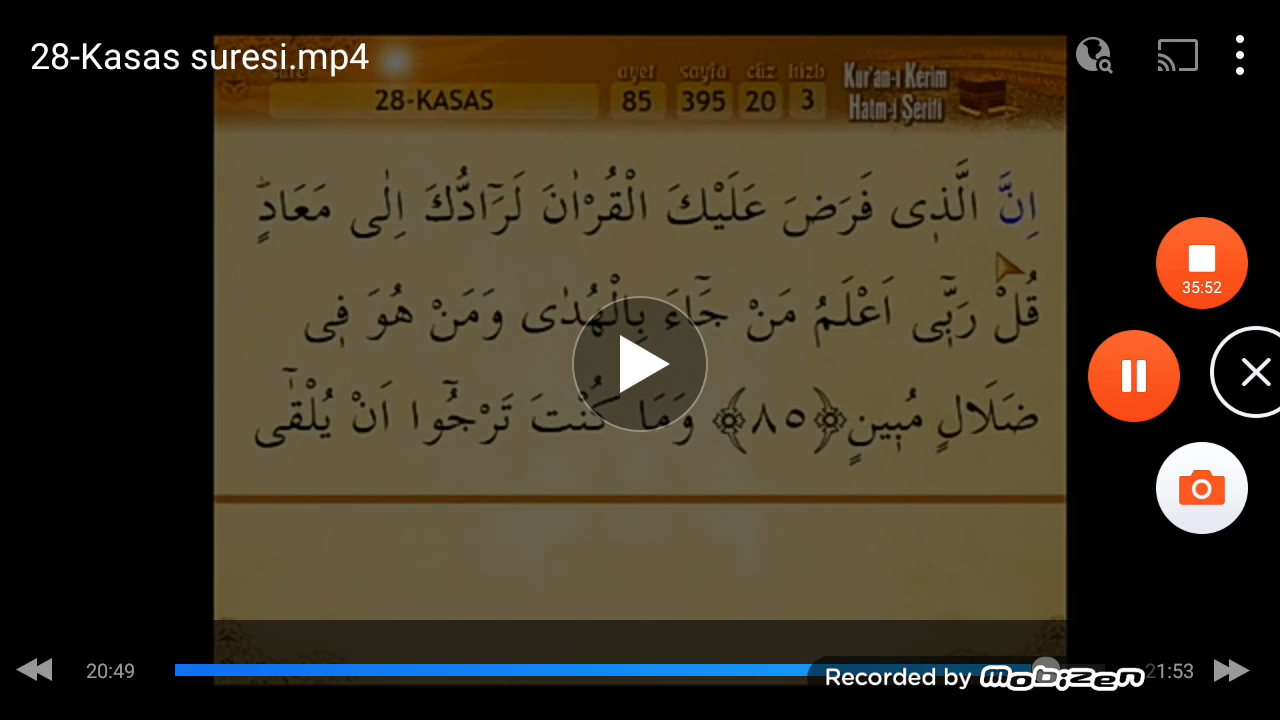 28-Kasas suresi.mp4
sure
ayet sayfa cüz hizb
28-KASAS 85 395 20 3
Kur'an-ı Kerim
Hatm-i Şerifi
اِنَّ الَّذ۪ى فَرَضَ عَلَيْكَ الْقُرْاٰنَ لَرَٓادُّكَ اِلٰى مَعَادٍۜ
قُلْ رَبّ۪ٓى اَعْلَمُ مَنْ جَٓاءَ بِالْهُدٰى وَمَنْ هُوَ ف۪ى
ضَلَالٍ مُب۪ينٍ﴿٨٥﴾ وَمَا كُنْتَ تَرْجُٓوا اَنْ يُلْقٰٓى
35:52
20:49
21:53
Recorded by mobizen